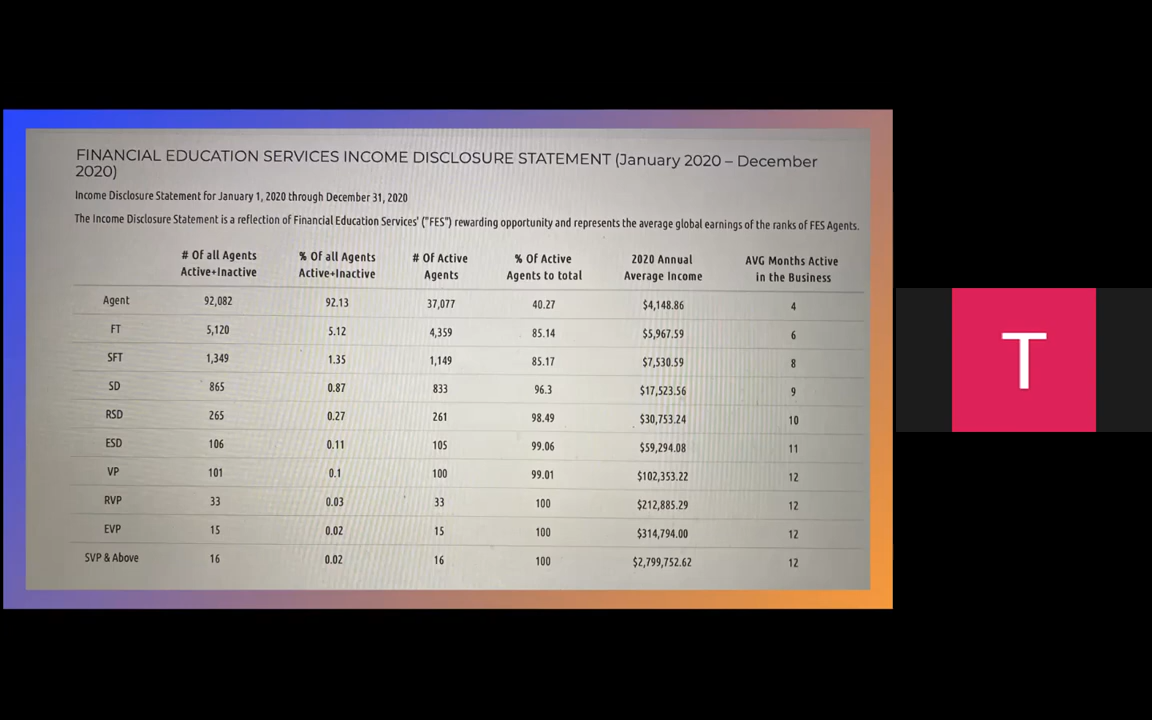 FINANCIAL EDUCATION SERVICES INCOME DISCLOSURE STATEMENT (January 2020 – December
2020)
Income Disclosure Statement for January 1, 2020 through December 31, 2020
The Income Disclosure Statement is a reflection of Financial Education Services' ("FES") rewarding opportunity and represents the average global earnings of the ranks of FES Agents.
# Of all Agents % Of all Agents # Of Active % Of Active 2020 Annual AVG Months Active
Active+Inactive Active+Inactive Agents Agents to total Average Income in the Business
Agent 92,082 92.13 37,077 40.27 $4,148.86 4
FT 5,120 5.12 4,359 85.14 $5,967.59 6
SFT 1,349 1.35 1,149 85.17 $7,530.59 8
SD 865 0.87 833 96.3 $17,523.56 9
RSD 265 0.27 261 98.49 $30,753.24 10
ESD 106 0.11 105 99.06 $59,294.08 11
VP 101 0.1 100 99.01 $102,353.22 12
RVP 33 0.03 33 100 $212,885.29 12
EVP 15 0.02 15 100 $314,794.00 12
SVP & Above 16 0.02 16 100 $2,799,752.62 12
T